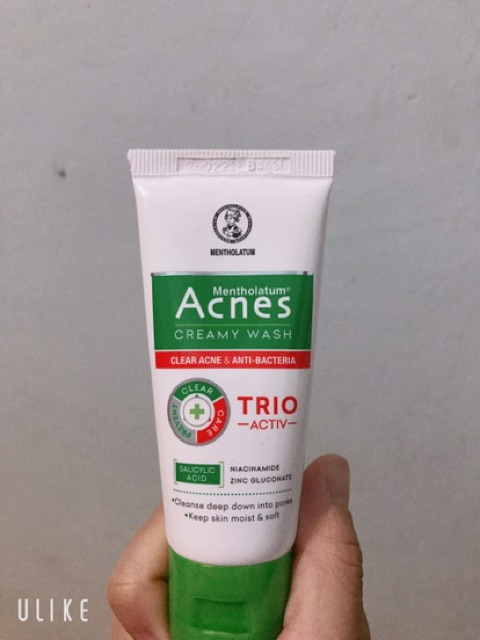 MENTHOLATUM
Mentholatum®
Acnes
CREAMY WASH
CLEAR ACNE & ANTI-BACTERIA
CLEAR
CARE
PREVENT
TRIO
ACTIV
SALICYLIC
ACID
NIACINAMIDE
ZINC GLUCONATE
•Cleanse deep down into pores
•Keep skin moist & soft
ULIKE